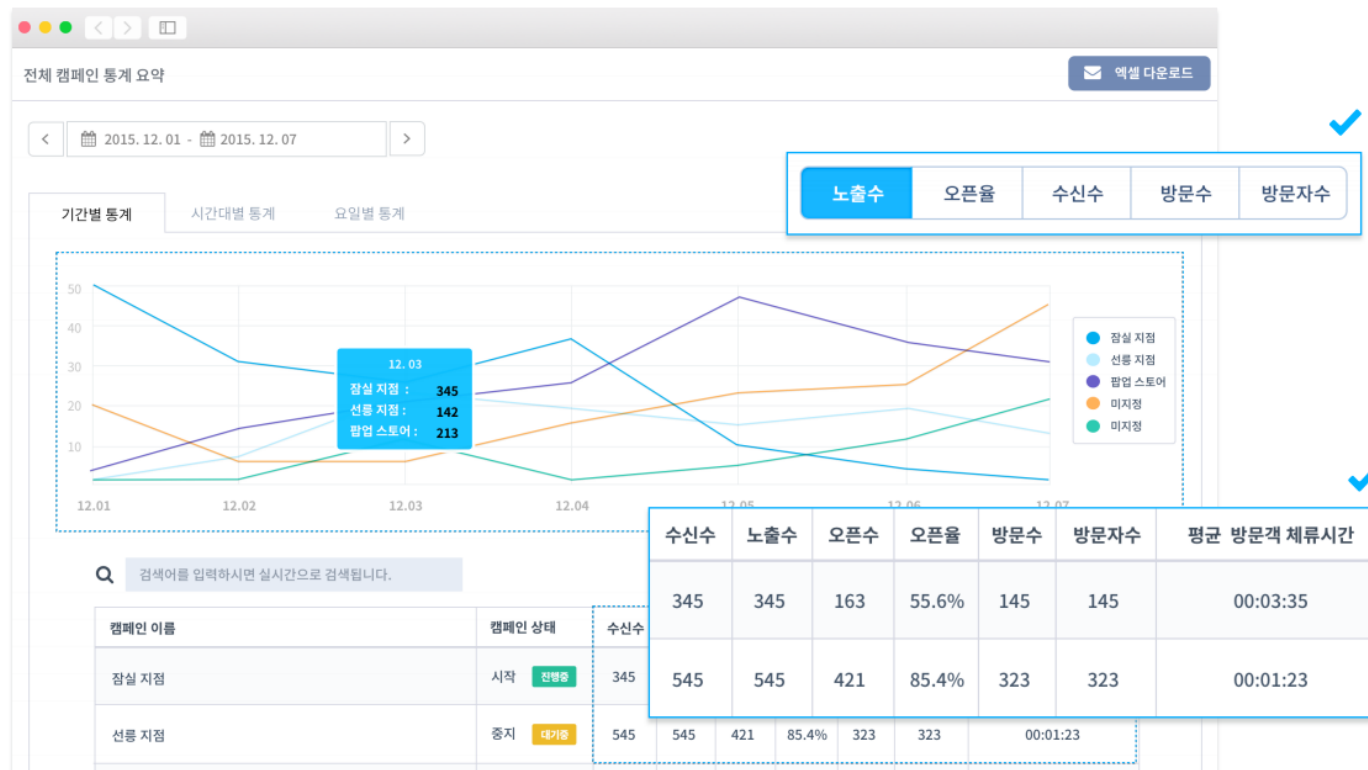 전체 캠페인 통계 요약
엑셀 다운로드
2015. 12. 01 - 2015. 12. 07
노출수 오픈율 수신수 방문수 방문자수
기간별 통계 시간대별 통계 요일별 통계
50
40
30
20
10
12. 03
잠실 지점 : 345
선릉 지점 : 142
팝업 스토어 : 213
잠실 지점
선릉 지점
팝업 스토어
미지정
미지정
12.01 12.02 12.03 12.04 12.05 12.06 12.07
수신수 노출수 오픈수 오픈율 방문수 방문자수 평균 방문객 체류시간
345 345 163 55.6% 145 145 00:03:35
545 545 421 85.4% 323 323 00:01:23
검색어를 입력하시면 실시간으로 검색됩니다.
캠페인 이름 캠페인 상태 수신수
잠실 지점 시작 진행중 345
선릉 지점 중지 대기중 545 545 421 85.4% 323 323 00:01:23